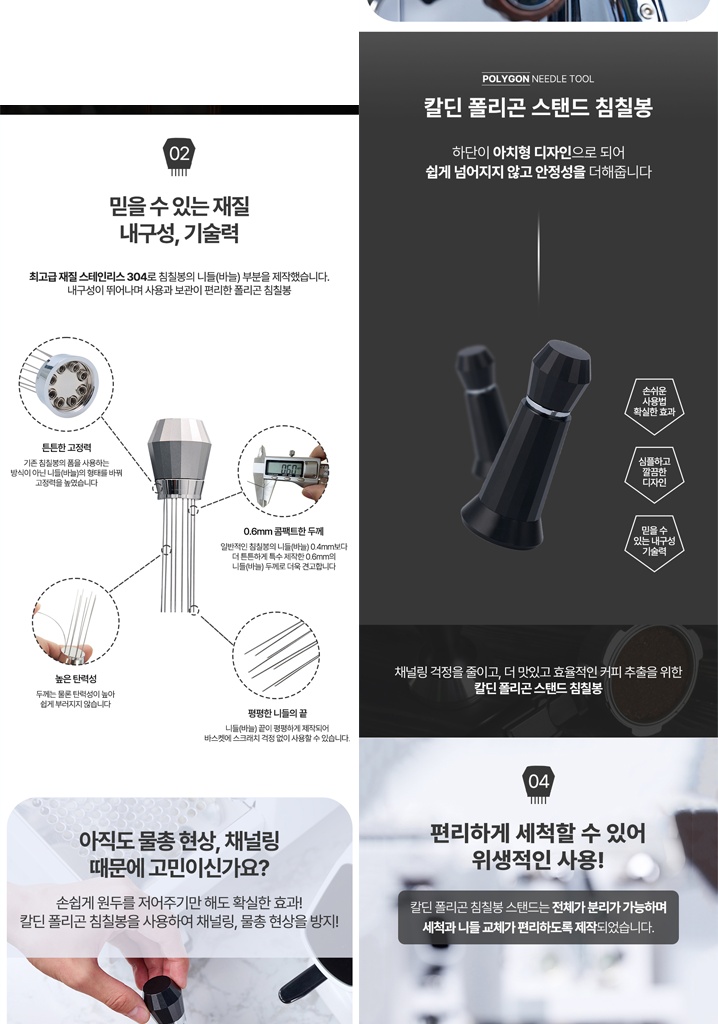 02
믿을 수 있는 재질
내구성, 기술력
최고급 재질 스테인리스 304로 침칠봉의 니들(바늘) 부분을 제작했습니다.
내구성이 뛰어나며 사용과 보관이 편리한 폴리곤 침칠봉
튼튼한 고정력
기존 침칠봉의 폼을 사용하는
방식이 아닌 니들(바늘)의 형태를 바꿔
고정력을 높였습니다
0.60
0.6mm 콤팩트한 두께
일반적인 침칠봉의 니들(바늘) 0.4mm보다
더 튼튼하게 특수 제작한 0.6mm의
니들(바늘) 두께로 더욱 견고합니다
높은 탄력성
두께는 물론 탄력성이 높아
쉽게 부러지지 않습니다
평평한 니들의 끝
니들(바늘) 끝이 평평하게 제작되어
바스켓에 스크래치 걱정 없이 사용할 수 있습니다.
아직도 물총 현상, 채널링
때문에 고민이신가요?
손쉽게 원두를 저어주기만 해도 확실한 효과!
칼딘 폴리곤 침칠봉을 사용하여 채널링, 물총 현상을 방지!
POLYGON NEEDLE TOOL
칼딘 폴리곤 스탠드 침칠봉
하단이 아치형 디자인으로 되어
쉽게 넘어지지 않고 안정성을 더해줍니다
손쉬운
사용법
확실한 효과
심플하고
깔끔한
디자인
믿을 수
있는 내구성
기술력
채널링 걱정을 줄이고, 더 맛있고 효율적인 커피 추출을 위한
칼딘 폴리곤 스탠드 침칠봉
04
편리하게 세척할 수 있어
위생적인 사용!
칼딘 폴리곤 침칠봉 스탠드는 전체가 분리가 가능하며
세척과 니들 교체가 편리하도록 제작되었습니다.